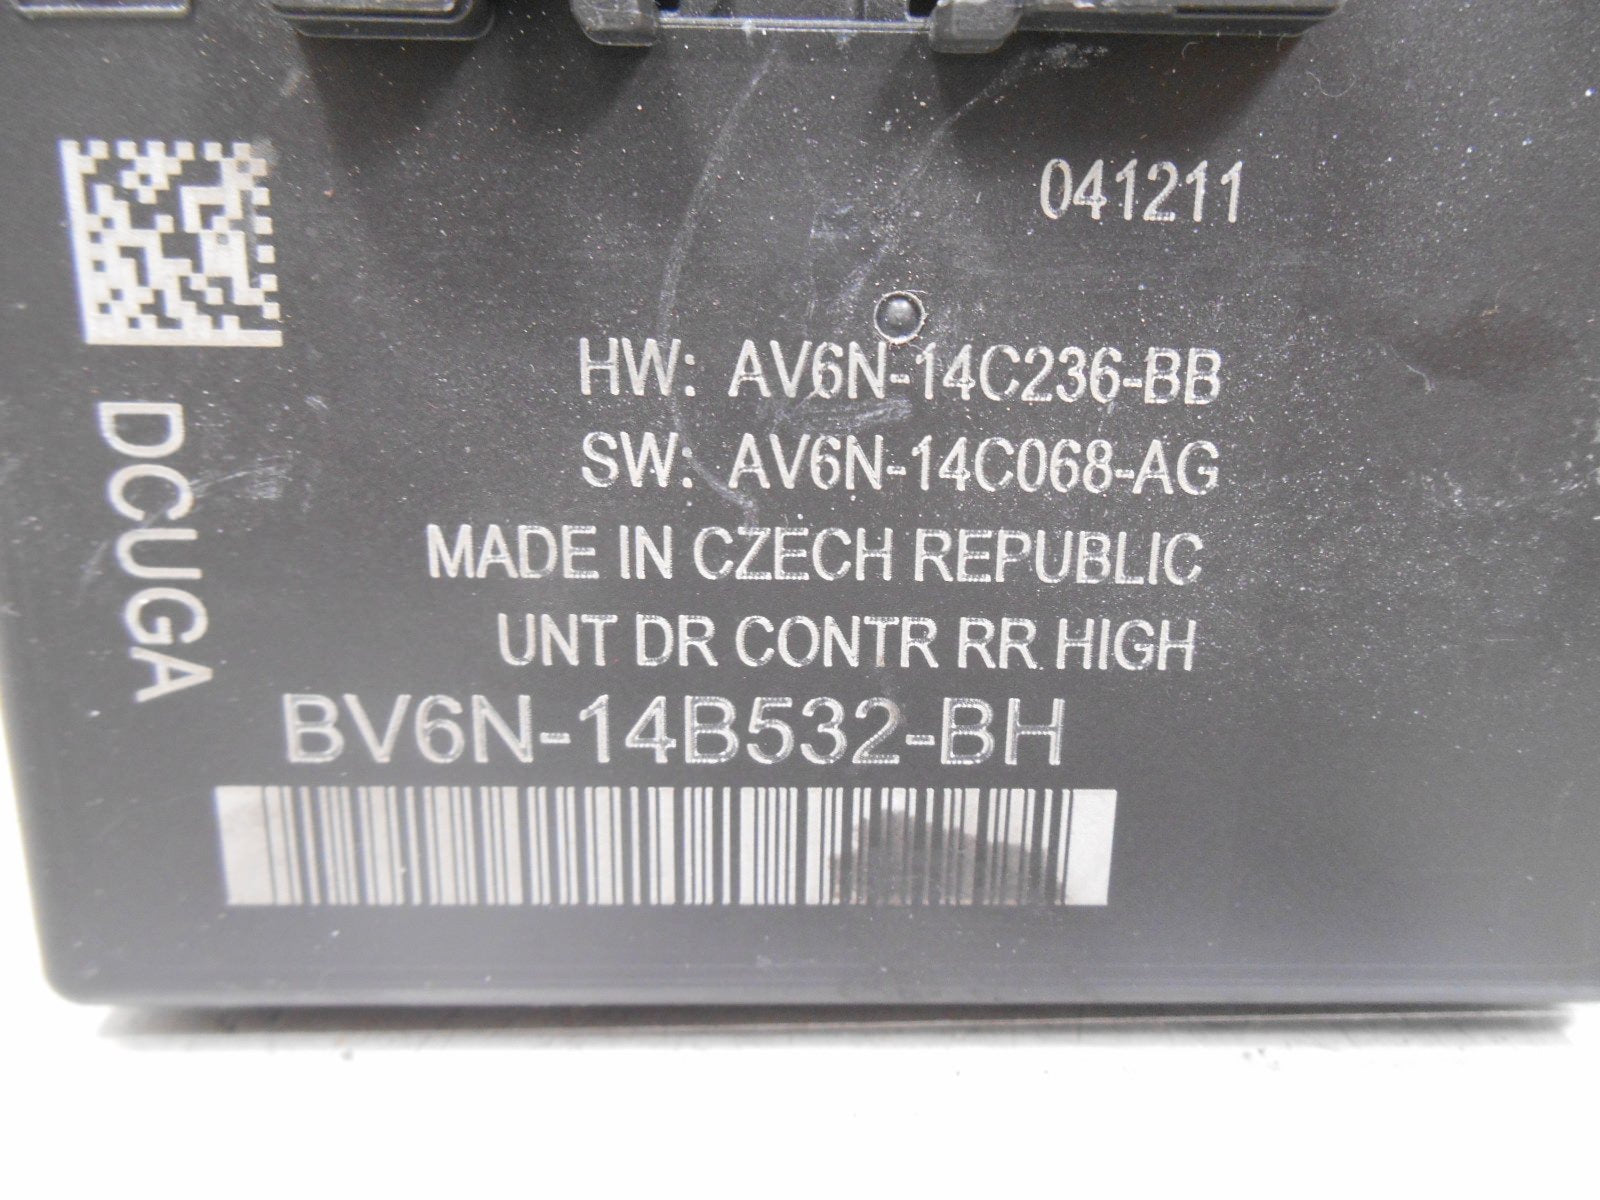 041211
HW: AV6N-14C236-BB
SW: AV6N-14C068-AG
MADE IN CZECH REPUBLIC
UNT DR CONTR RR HIGH
BV6N-14B532-BH
DCUGA